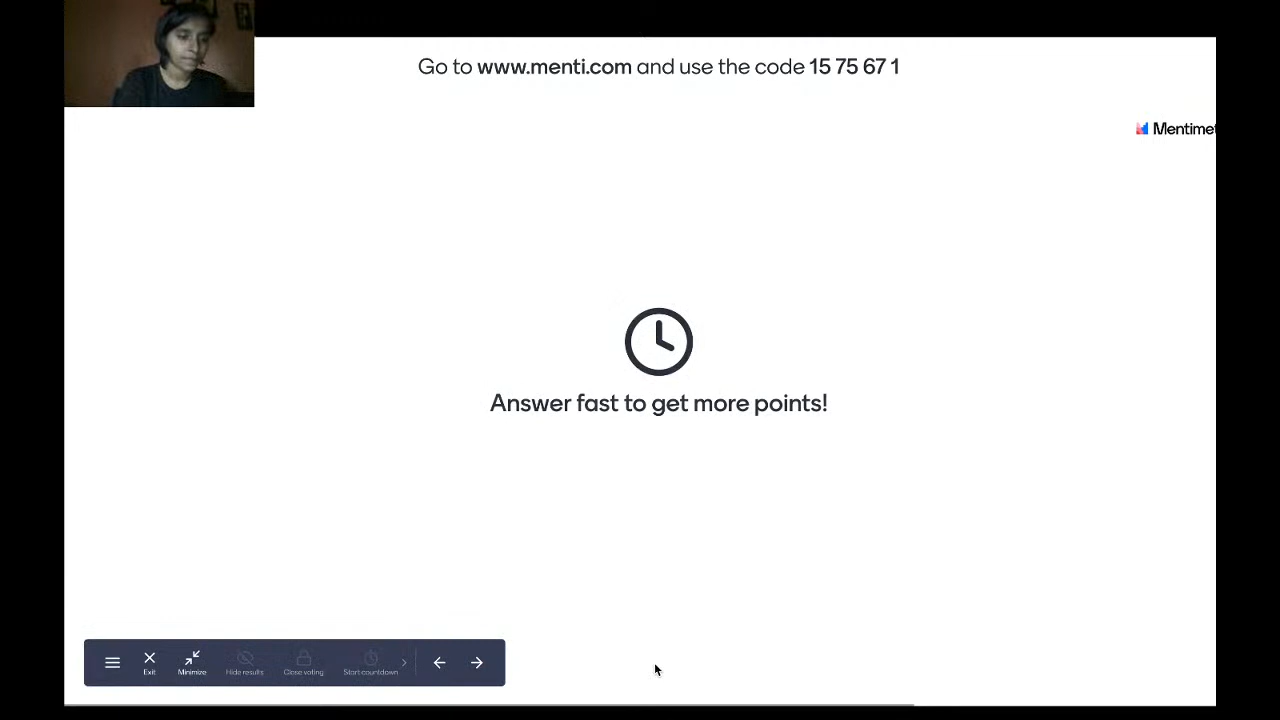 Go to www.menti.com and use the code 15 75 67 1
Mentimet
Answer fast to get more points!
Exit
Minimize
Hide results
Close voting
Start countdown